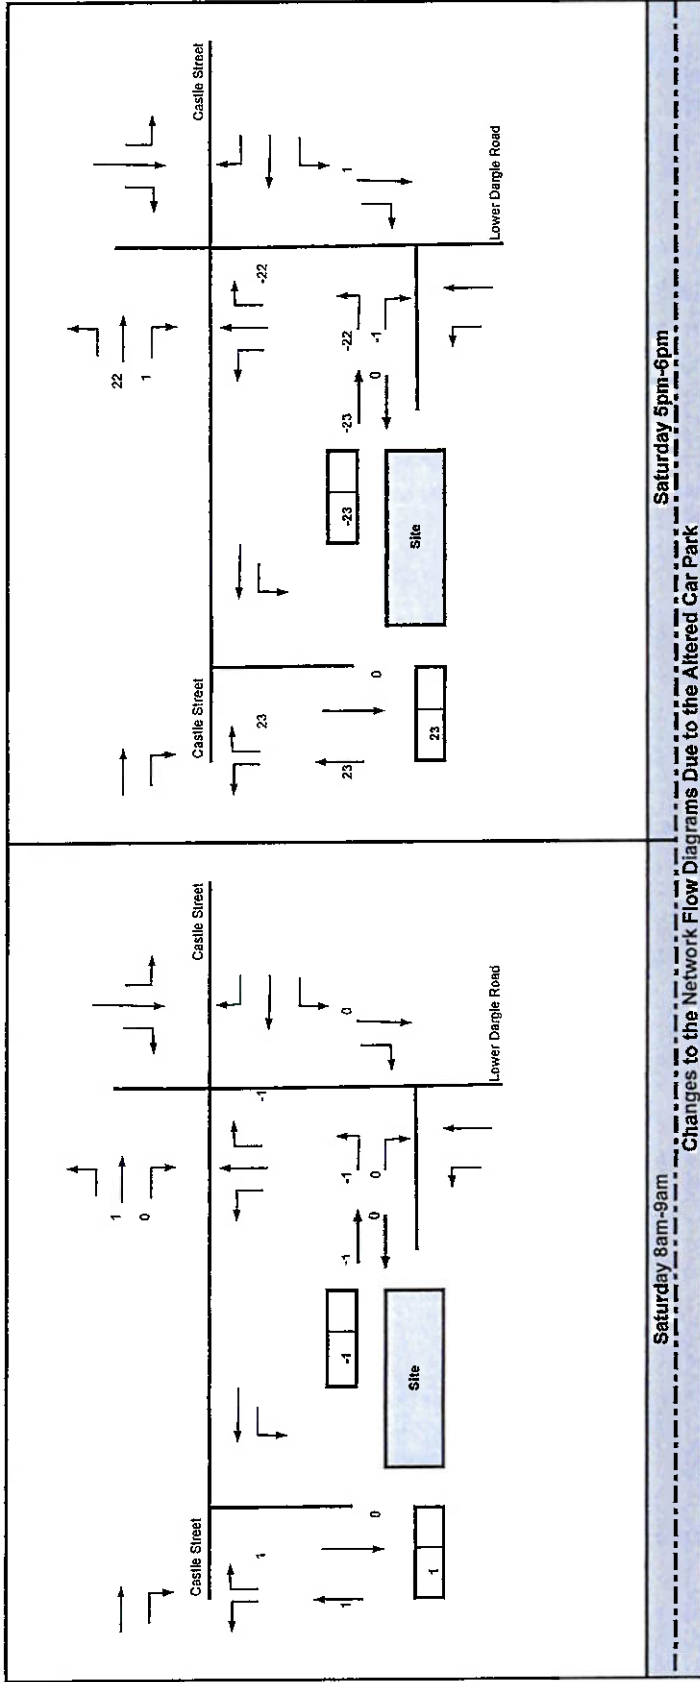 1
0
Castle Street Castle Street
1 -1
1 -1 -1 -1 0
0 0 0
Site
1
Lower Dargle Road
Saturday 8am-9am
22
1
Castle Street Castle Street
23 -22
23 -23 -23 -22 1
0 0 -1
Site
23
Lower Dargle Road
Saturday 5pm-6pm
Changes to the Network Flow Diagrams Due to the Altered Car Park